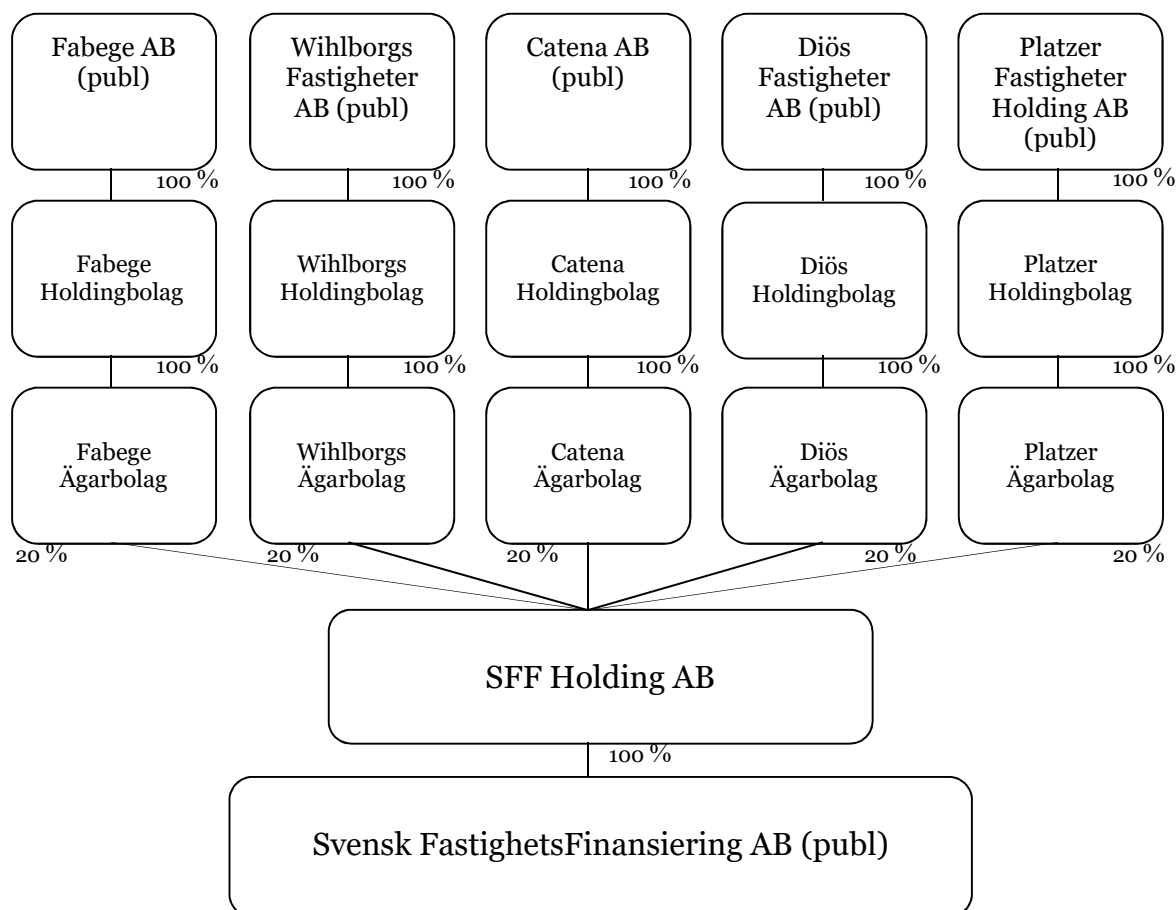 Fabege AB
(publ)
Wihlborgs
Fastigheter
AB (publ)
Catena AB
(publ)
Diös
Fastigheter
AB (publ)
Platzer
Fastigheter
Holding AB
(publ)
100 %
100 %
100 %
100 %
100 %
Fabege
Holdingbolag
Wihlborgs
Holdingbolag
Catena
Holdingbolag
Diös
Holdingbolag
Platzer
Holdingbolag
100 %
100 %
100 %
100 %
100 %
Fabege
Ägarbolag
Wihlborgs
Ägarbolag
Catena
Ägarbolag
Diös
Ägarbolag
Platzer
Ägarbolag
20 %
20 %
20 %
20 %
20 %
SFF Holding AB
100 %
Svensk FastighetsFinansiering AB (publ)